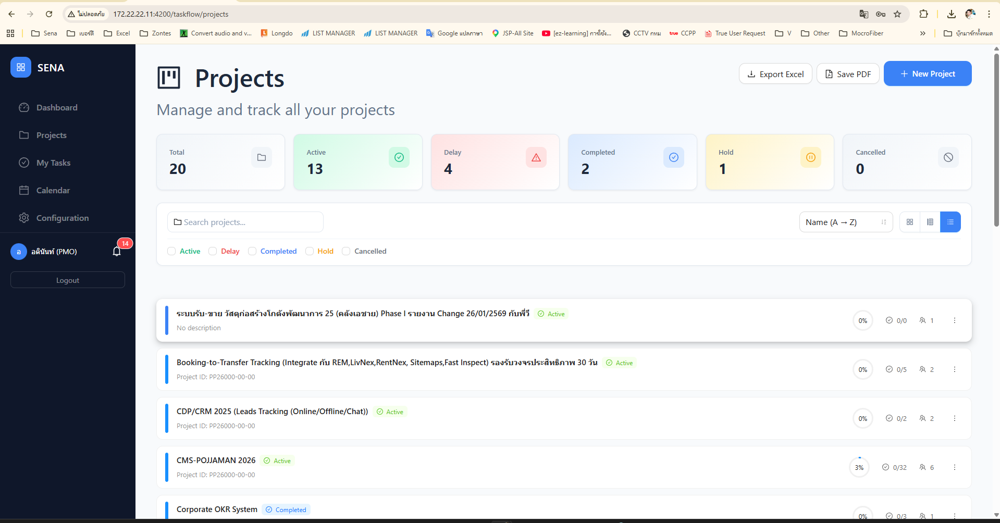 ไม่ปลอดภัย 172.22.22.11:4200/taskflow/projects
Sena เบอร์ดี Excel Zontes Convert audio and v... Longdo LIST MANAGER LIST MANAGER Google แปลภาษา JSP-All Site [ez-learning] การใช้ง... CCTV กทม CCPP True User Request V Other MocroFiber » บุ๊กมาร์กทั้งหมด
SENA
Dashboard
Projects
My Tasks
Calendar
Configuration
14
อ อดินันท์ (PMO)
Logout
Projects
Manage and track all your projects
Export Excel Save PDF + New Project
Total Active Delay Completed Hold Cancelled
20 13 4 2 1 0
Search projects... Name (A → Z)
Active Delay Completed Hold Cancelled
ระบบรับ-ขาย วัสดุก่อสร้างโกดังพัฒนาการ 25 (คลังเอชาย) Phase I รายงาน Change 26/01/2569 กับพี่วี Active
No description
0% 0/0 1
Booking-to-Transfer Tracking (Integrate กับ REM,LivNex,RentNex, Sitemaps,Fast Inspect) รองรับวงจรประสิทธิภาพ 30 วัน Active
Project ID: PP26000-00-00
0% 0/5 2
CDP/CRM 2025 (Leads Tracking (Online/Offline/Chat)) Active
Project ID: PP26000-00-00
0% 0/2 2
CMS-POJJAMAN 2026 Active
Project ID: PP26000-00-00
3% 0/32 6
Corporate OKR System Completed
0% 0/3 1